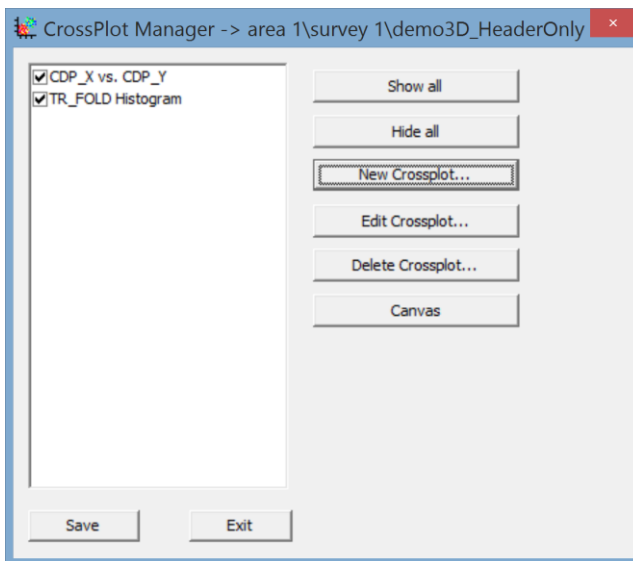 CrossPlot Manager -> area 1\survey 1\demo3D_HeaderOnly
CDP_X vs. CDP_Y
TR_FOLD Histogram
Show all
Hide all
New Crossplot...
Edit Crossplot...
Delete Crossplot...
Canvas
Save
Exit